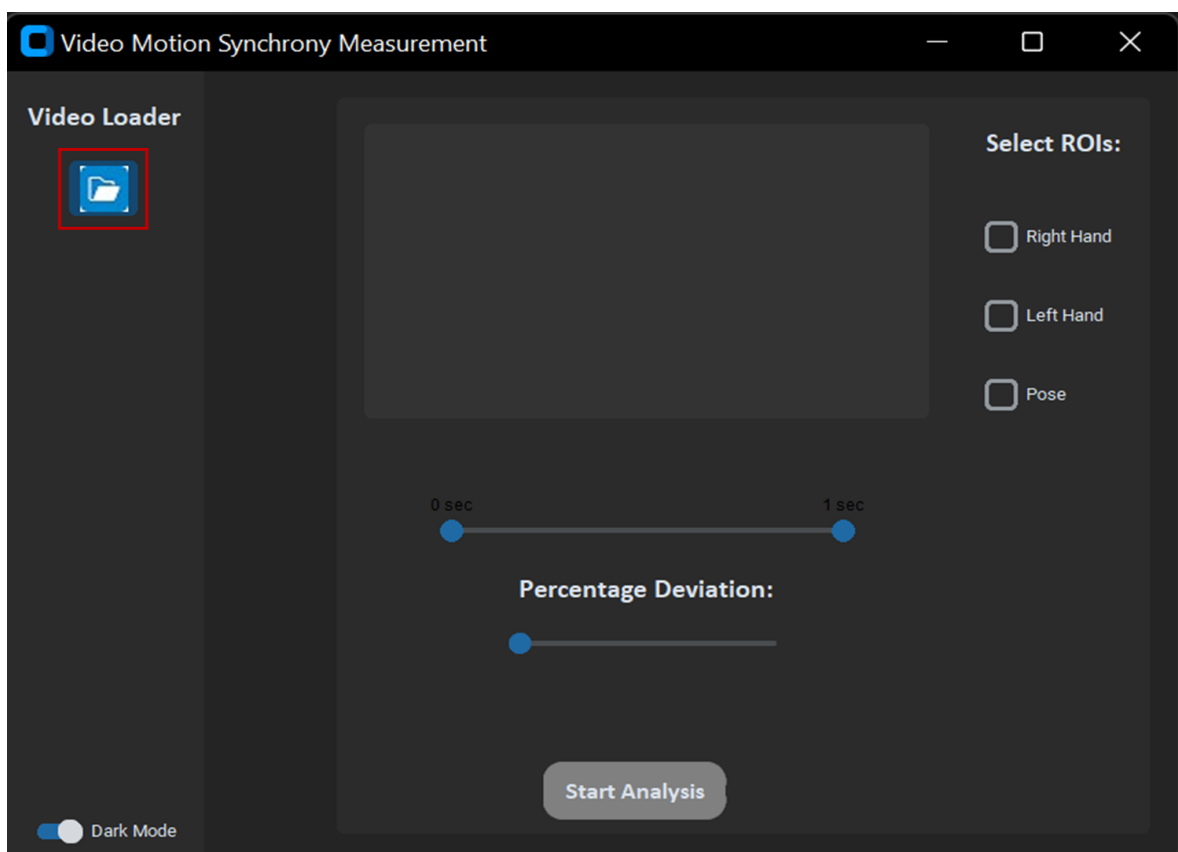 Video Motion Synchrony Measurement
Video Loader
Select ROIs:
Right Hand
Left Hand
Pose
0 sec
1 sec
Percentage Deviation:
Start Analysis
Dark Mode